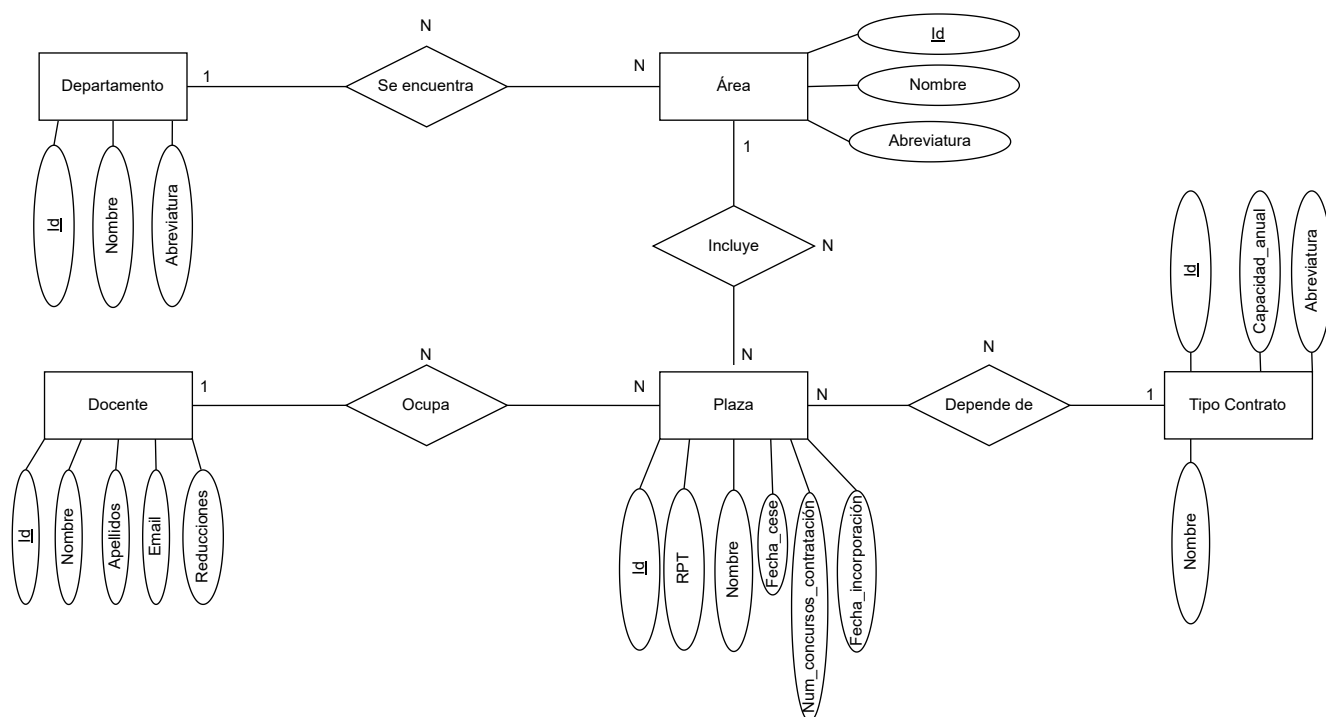 N
Id
Departamento
1
Se encuentra
N
Área
Nombre
Abreviatura
1
Id
Nombre
Abreviatura
Incluye
N
Id
Capacidad_anual
Abreviatura
N
N
N
Docente
1
Ocupa
N
Plaza
N
Depende de
1
Tipo Contrato
Id
Nombre
Apellidos
Email
Reducciones
Id
RPT
Nombre
Fecha_cese
Num_concursos_contratación
Fecha_incorporación
Nombre